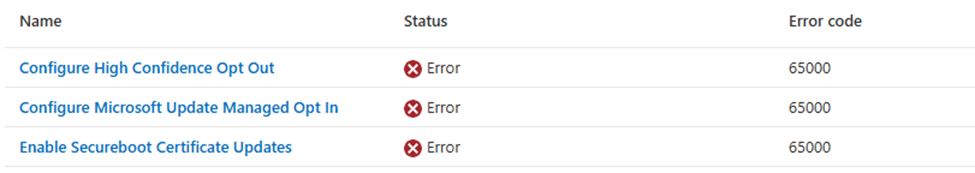 Name Status Error code
Configure High Confidence Opt Out Error 65000
Configure Microsoft Update Managed Opt In Error 65000
Enable Secureboot Certificate Updates Error 65000